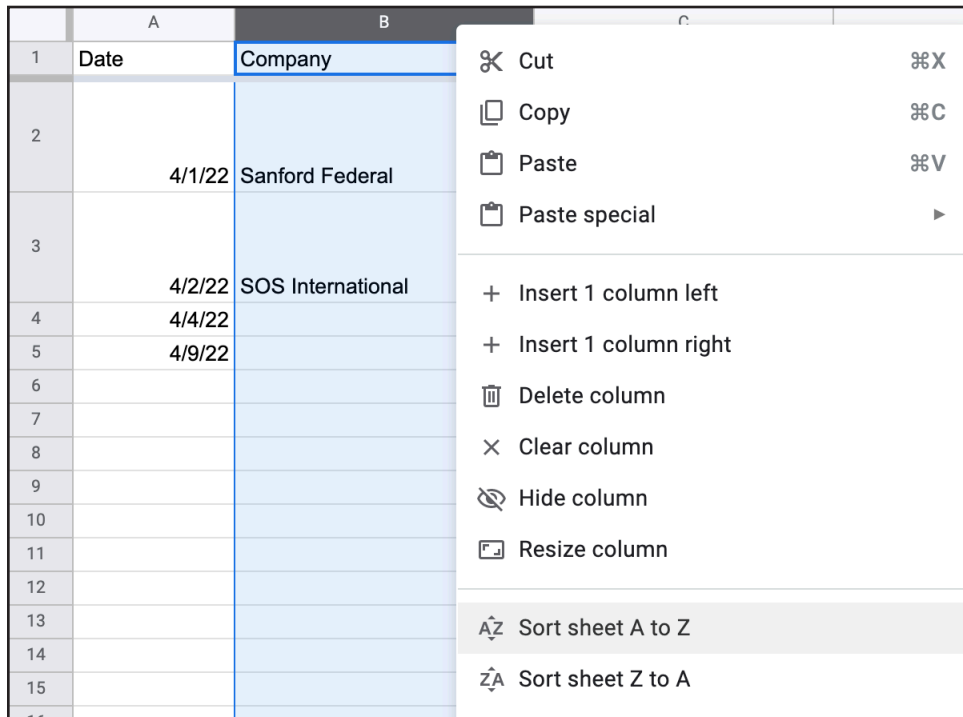 A B C
1 Date Company
2 4/1/22 Sanford Federal
3 4/2/22 SOS International
4 4/4/22
5 4/9/22
6
7
8
9
10
11
12
13
14
15
Cut ⌘X
Copy ⌘C
Paste ⌘V
Paste special ►
Insert 1 column left
Insert 1 column right
Delete column
Clear column
Hide column
Resize column
AZ Sort sheet A to Z
ZA Sort sheet Z to A